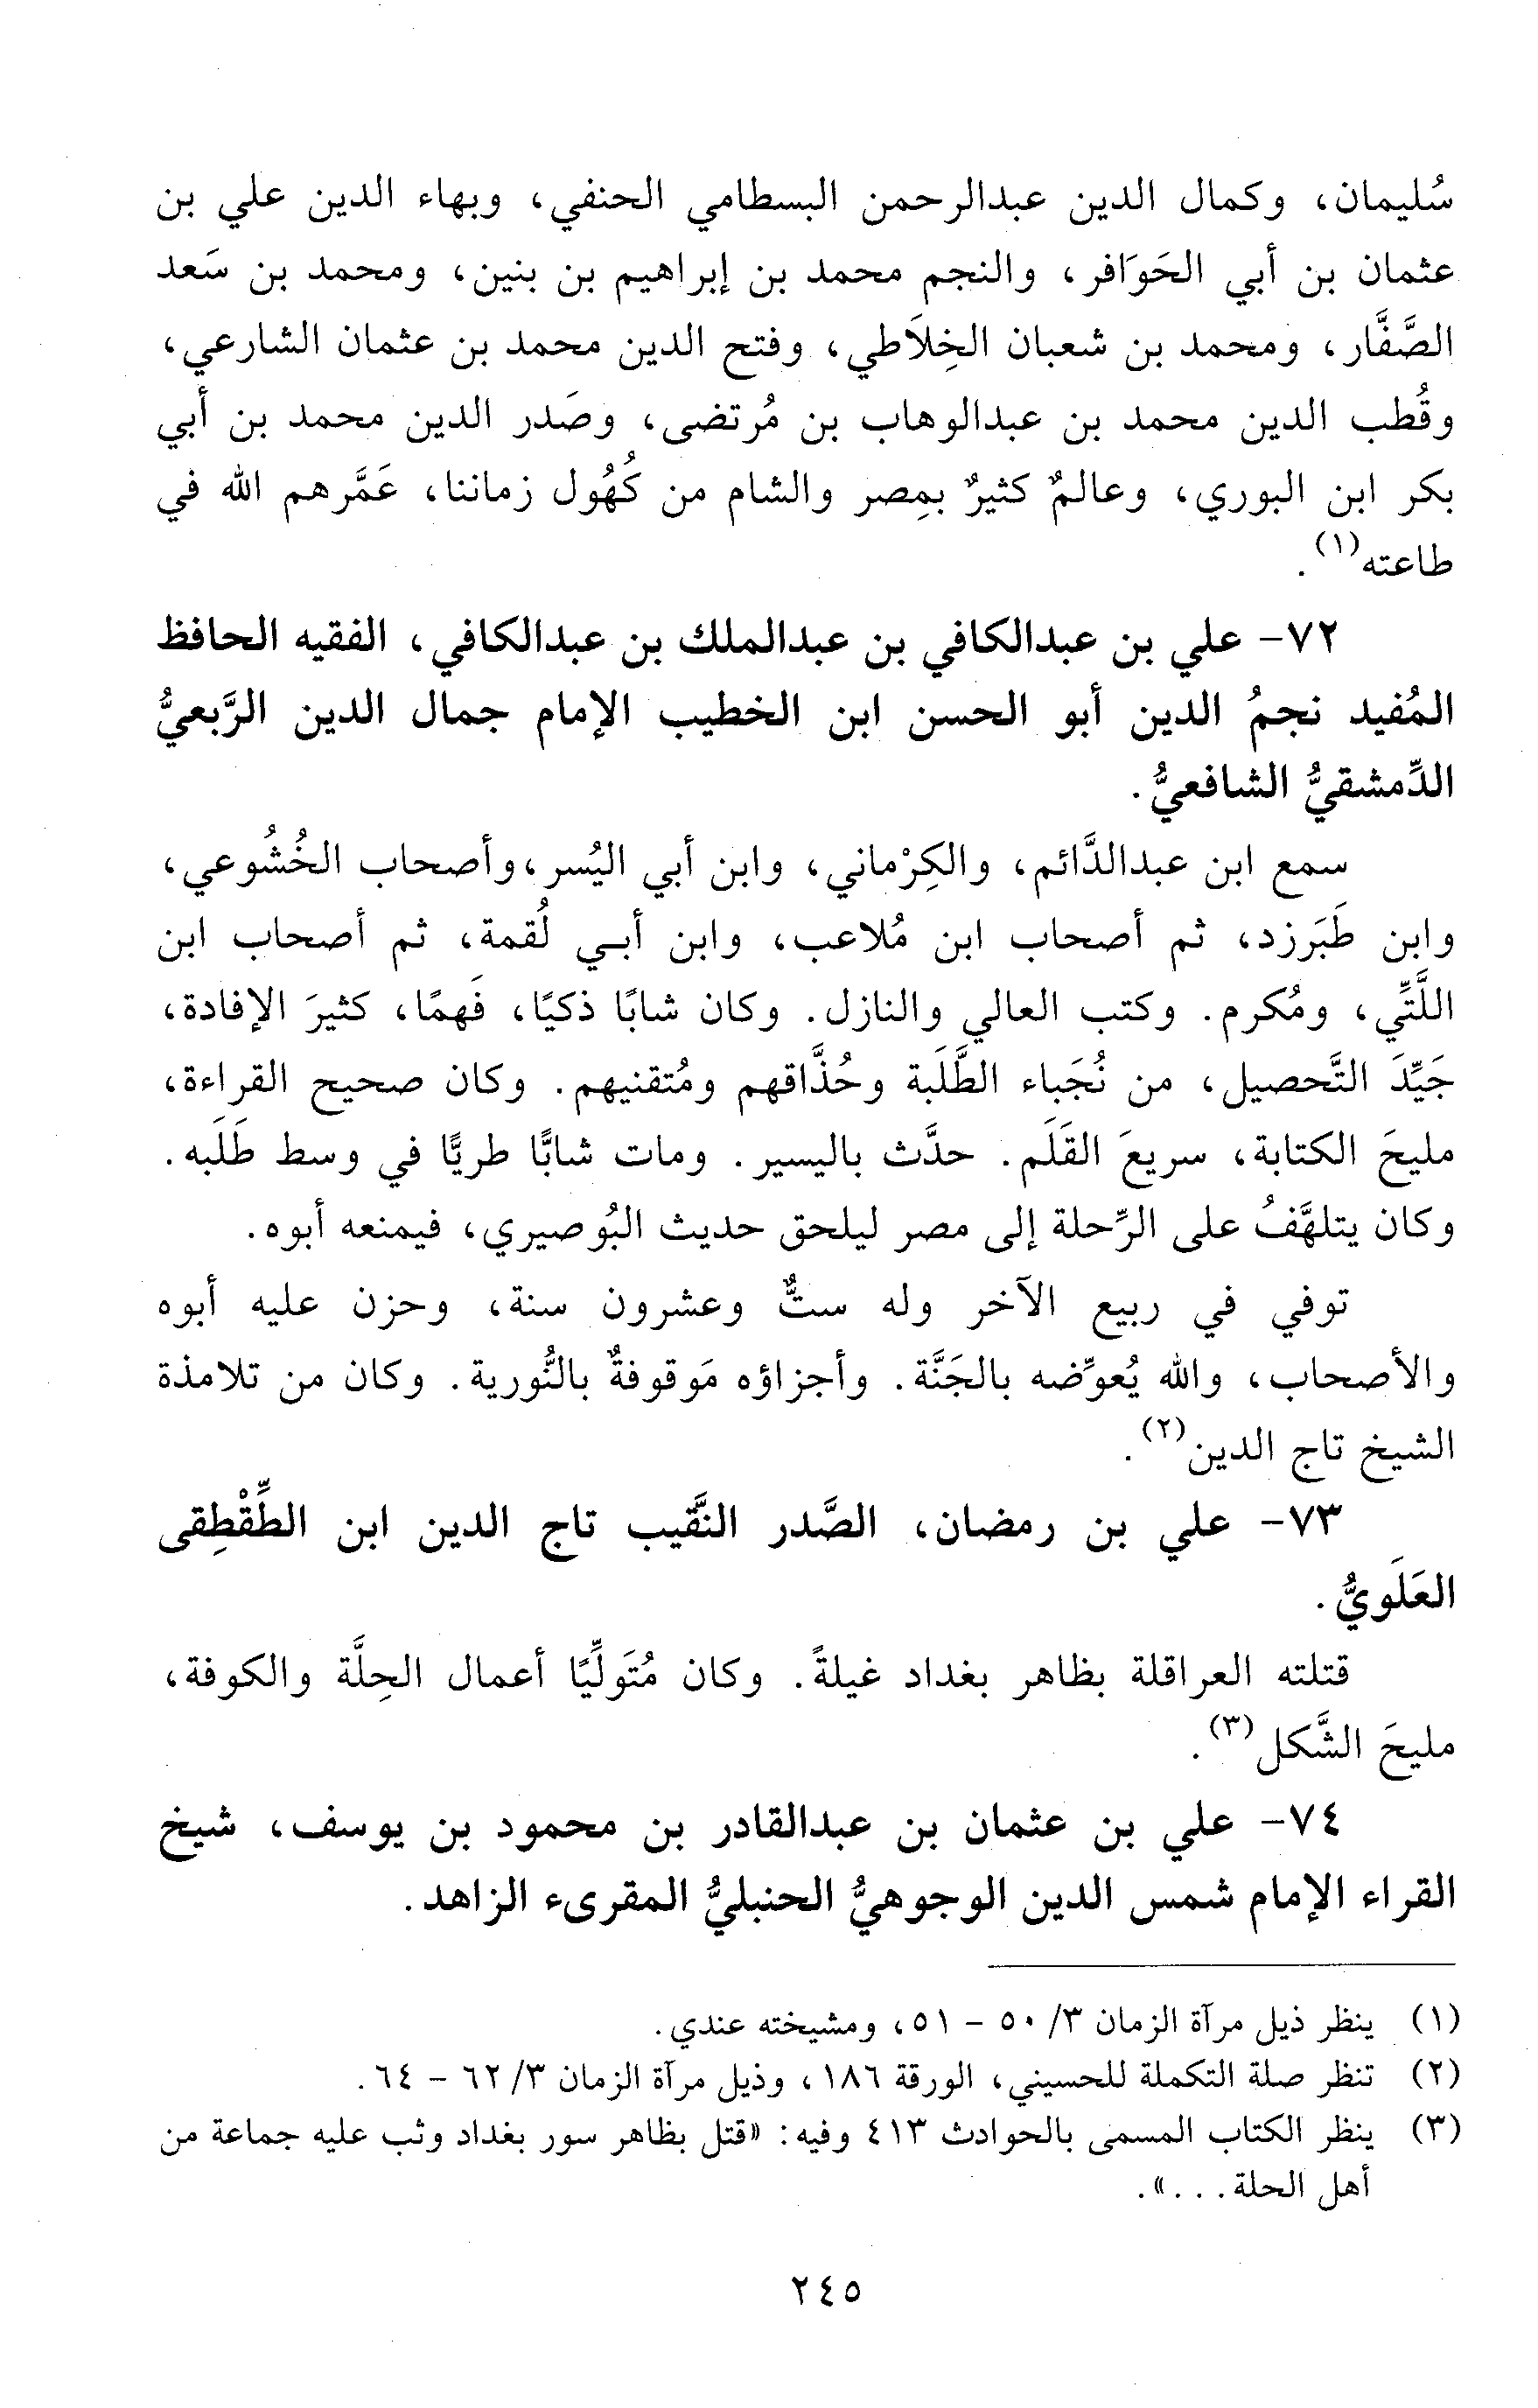 سُليمان، وكمال الدين عبدالرحمن البسطامي الحنفي، وبهاء الدين علي بن
عثمان بن أبي الحَوَافر، والنجم محمد بن إبراهيم بن بنين، ومحمد بن سَعد
الصَّفَّار، ومحمد بن شعبان الخِلَاطي، وفتح الدين محمد بن عثمان الشارعي،
وقُطب الدين محمد بن عبدالوهاب بن مُرتضى، وصَدر الدين محمد بن أبي
بكر ابن البوري، وعالمٌ كثيرٌ بمِصر والشام من كُهُول زماننا، عَمَّرهم الله في
طاعته(١).
٧٢- علي بن عبدالكافي بن عبدالملك بن عبدالكافي، الفقيه الحافظ
المُفيد نجمُ الدين أبو الحسن ابن الخطيب الإمام جمال الدين الرَّبعيُّ
الدِّمشقيُّ الشافعيُّ.
سمع ابن عبدالدَّائم، والكِرْماني، وابن أبي اليُسر، وأصحاب الخُشُوعي،
وابن طَبَرزد، ثم أصحاب ابن مُلاعب، وابن أبي لُقمة، ثم أصحاب ابن
اللَّتِّي، ومُكرم. وكتب العالي والنازل. وكان شابًا ذكيًا، فَهمًا، كثيرَ الإفادة،
جَيِّدَ التَّحصيل، من نُجَباء الطَّلَبة وحُذَّاقهم ومُتقنيهم. وكان صحيح القراءة،
مليحَ الكتابة، سريعَ القَلَم. حدَّث باليسير. ومات شابًّا طريًّا في وسط طَلَبه.
وكان يتلهَّفُ على الرِّحلة إلى مصر ليلحق حديث البُوصيري، فيمنعه أبوه.
توفي في ربيع الآخر وله ستٌّ وعشرون سنة، وحزن عليه أبوه
والأصحاب، والله يُعوِّضه بالجَنَّة. وأجزاؤه مَوقوفةٌ بالنُّورية. وكان من تلامذة
الشيخ تاج الدين(٢).
٧٣- علي بن رمضان، الصَّدر النَّقيب تاج الدين ابن الطِّقْطِقى
العَلَويُّ.
قتلته العراقلة بظاهر بغداد غيلةً. وكان مُتَولِّيًا أعمال الحِلَّة والكوفة،
مليحَ الشَّكل(٣).
٧٤- علي بن عثمان بن عبدالقادر بن محمود بن يوسف، شيخ
القراء الإمام شمس الدين الوجوهيُّ الحنبليُّ المقرىء الزاهد.
(١) ينظر ذيل مرآة الزمان ٣/ ٥٠ - ٥١، ومشيخته عندي.
(٢) تنظر صلة التكملة للحسيني، الورقة ١٨٦، وذيل مرآة الزمان ٣/ ٦٢ - ٦٤.
(٣) ينظر الكتاب المسمى بالحوادث ٤١٣ وفيه: «قتل بظاهر سور بغداد وثب عليه جماعة من
أهل الحلة...».
٢٤٥